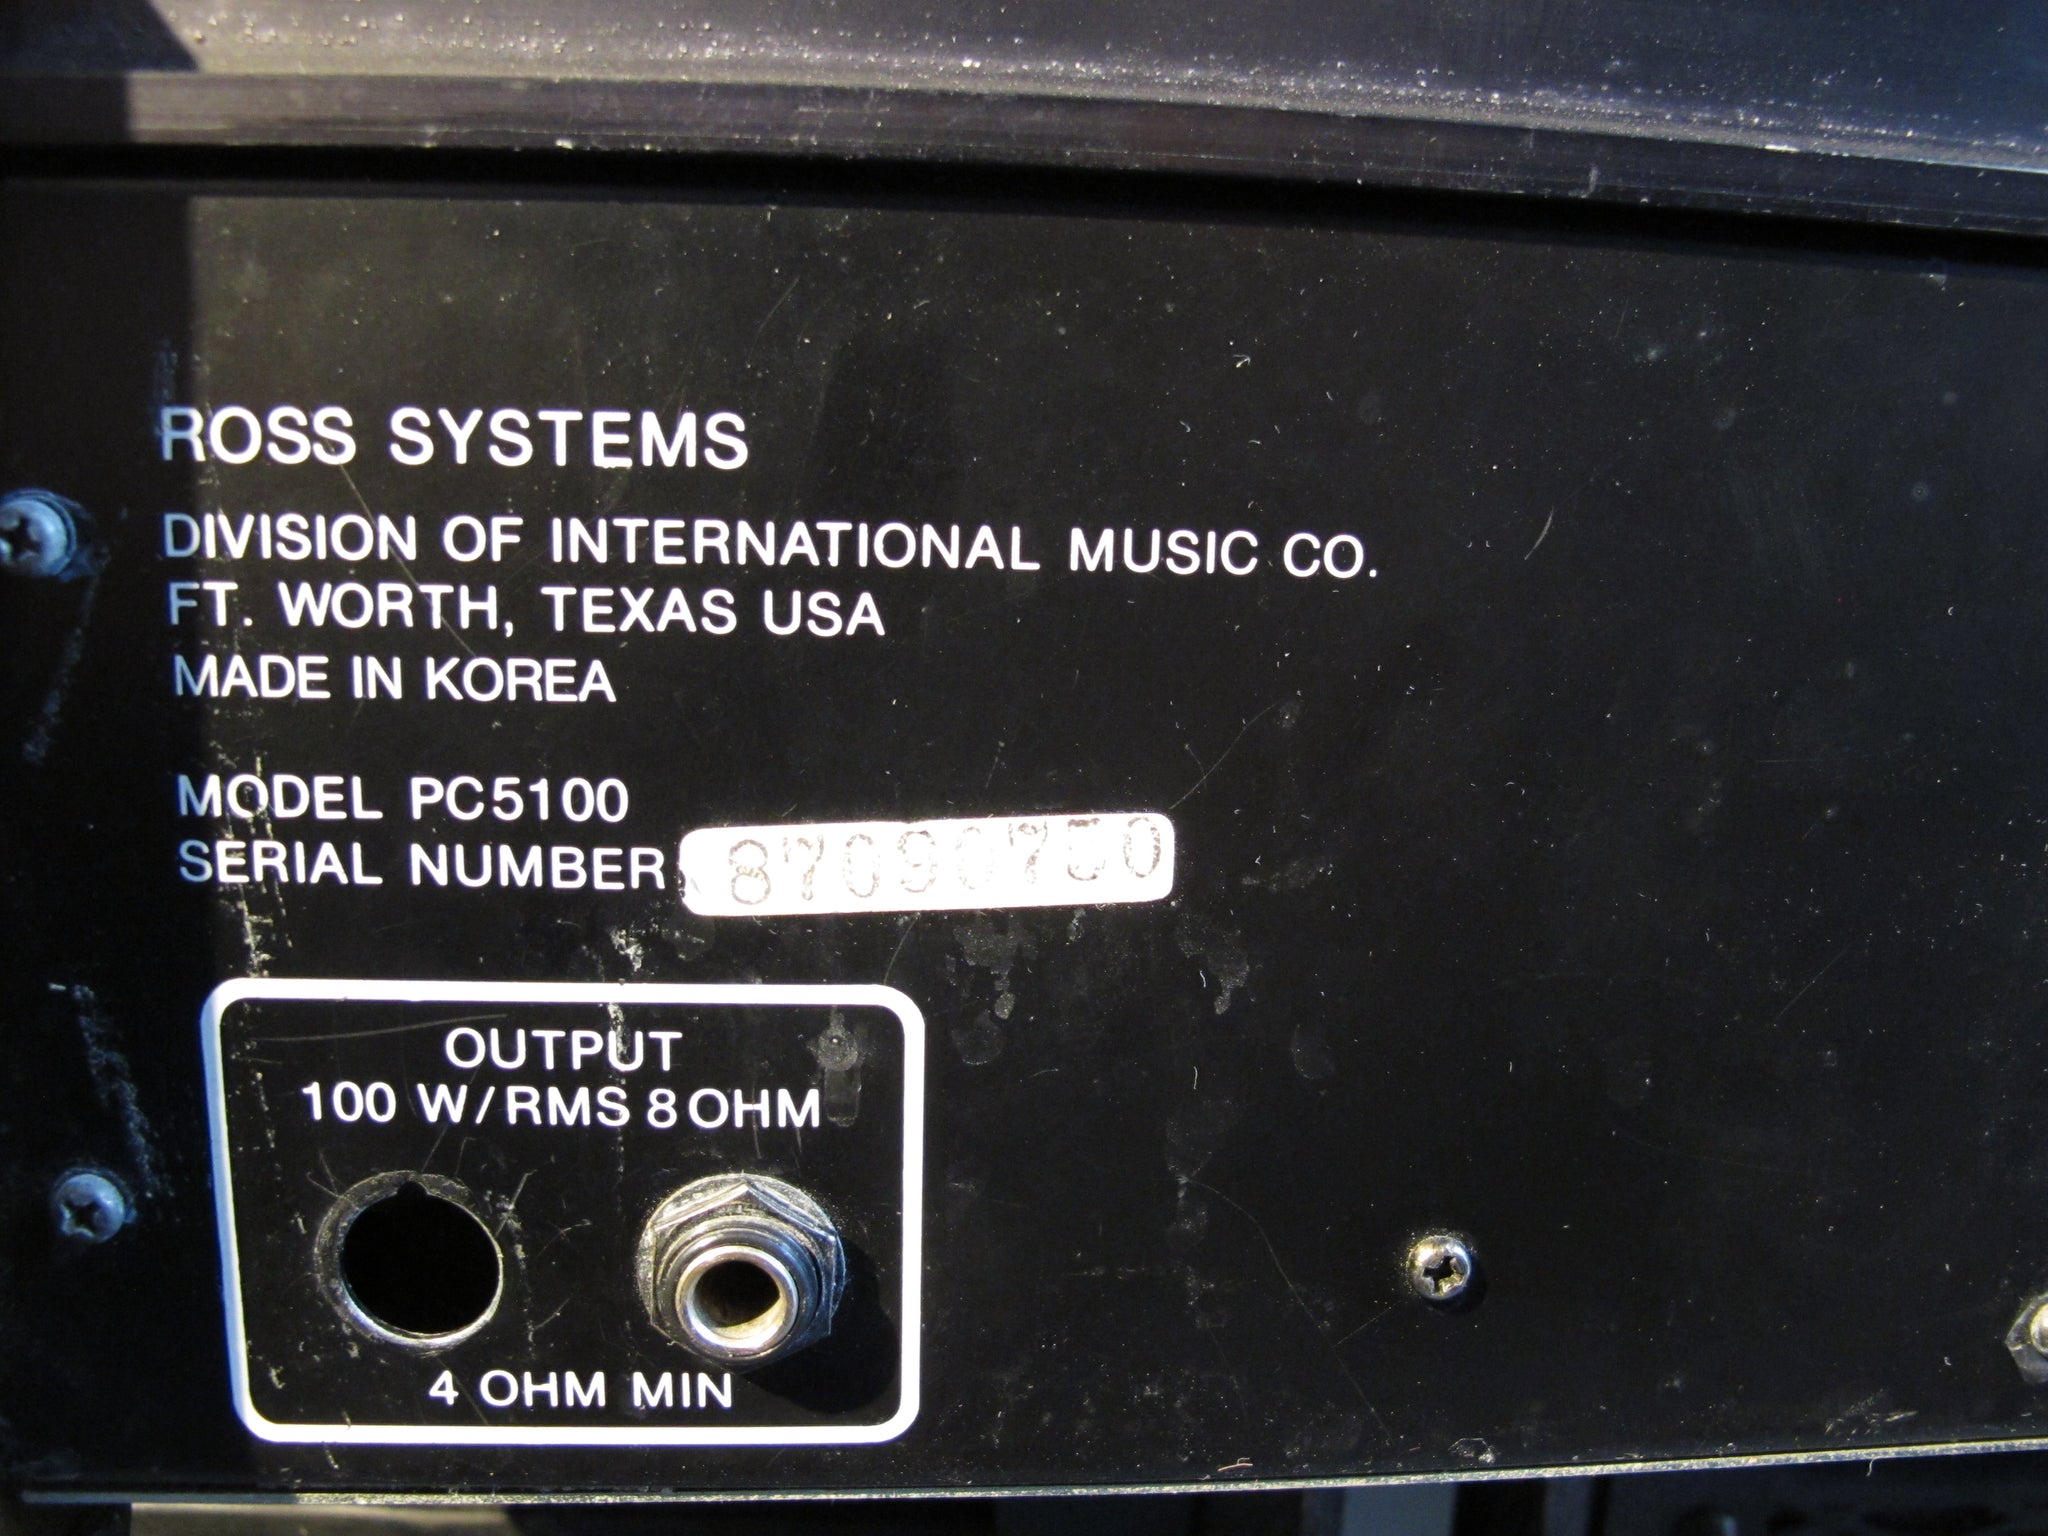 ROSS SYSTEMS
DIVISION OF INTERNATIONAL MUSIC CO.
FT. WORTH, TEXAS USA
MADE IN KOREA
MODEL PC5100
SERIAL NUMBER 87090750
OUTPUT
100 W/RMS 8 OHM
4 OHM MIN